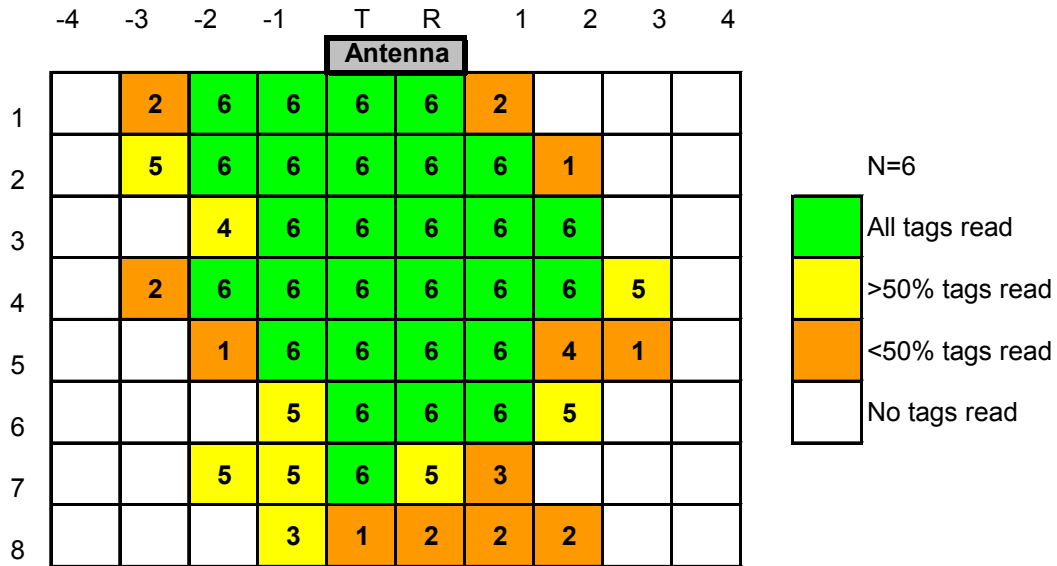 -4 -3 -2 -1 T R 1 2 3 4
Antenna
1 2 6 6 6 6 2
2 5 6 6 6 6 6 1
3 4 6 6 6 6 6
4 2 6 6 6 6 6 6 5
5 1 6 6 6 6 4 1
6 5 6 6 6 5
7 5 5 6 5 3
8 3 1 2 2 2
N=6
All tags read
>50% tags read
<50% tags read
No tags read